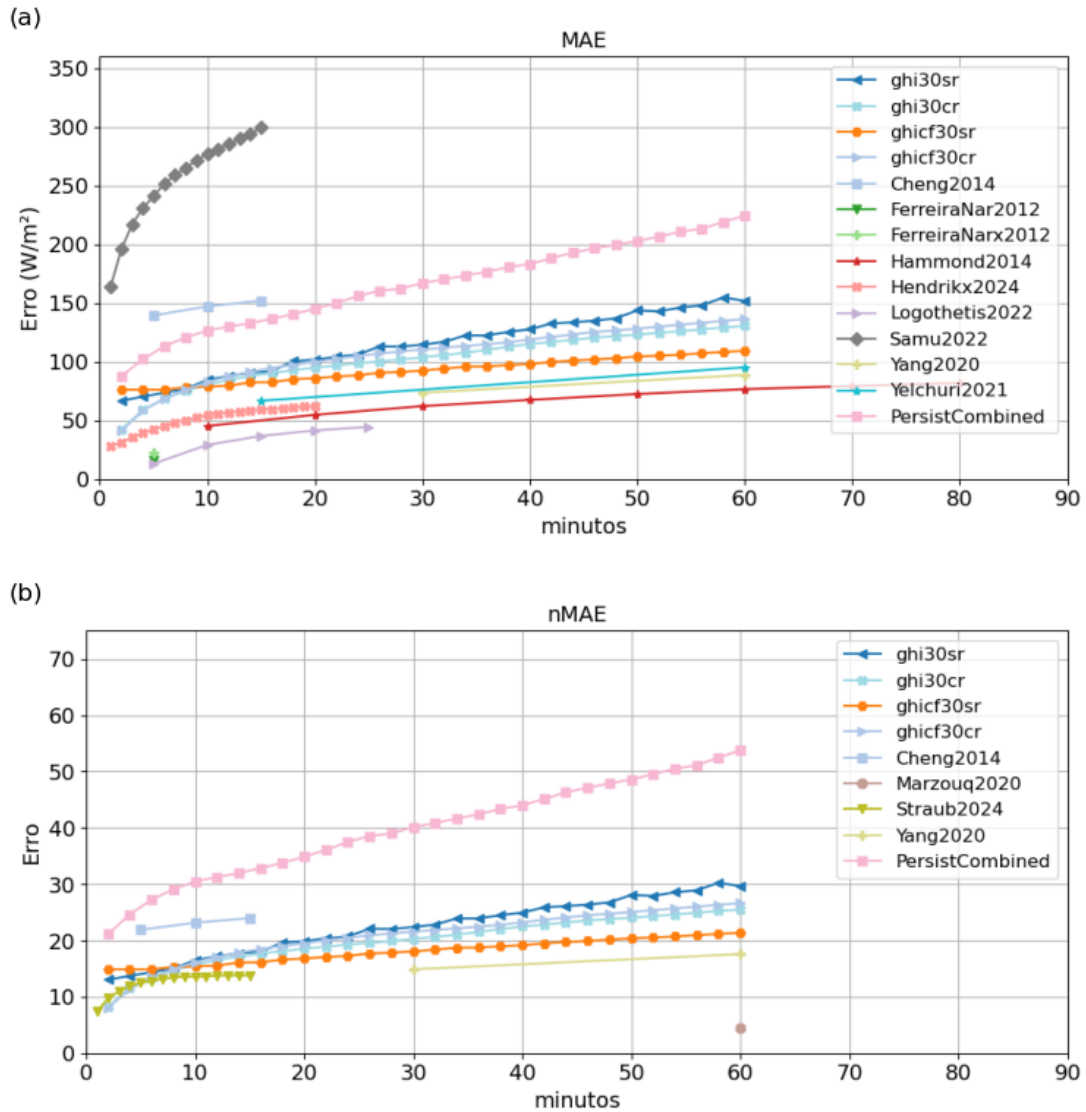 (a)
MAE
Erro (W/m²)
350
300
250
200
150
100
50
0
0 10 20 30 40 50 60 70 80 90
minutos
ghi30sr
ghi30cr
ghicf30sr
ghicf30cr
Cheng2014
FerreiraNar2012
FerreiraNarx2012
Hammond2014
Hendrikx2024
Logothetis2022
Samu2022
Yang2020
Yelchuri2021
PersistCombined
(b)
nMAE
Erro
70
60
50
40
30
20
10
0
0 10 20 30 40 50 60 70 80 90
minutos
ghi30sr
ghi30cr
ghicf30sr
ghicf30cr
Cheng2014
Marzouq2020
Straub2024
Yang2020
PersistCombined